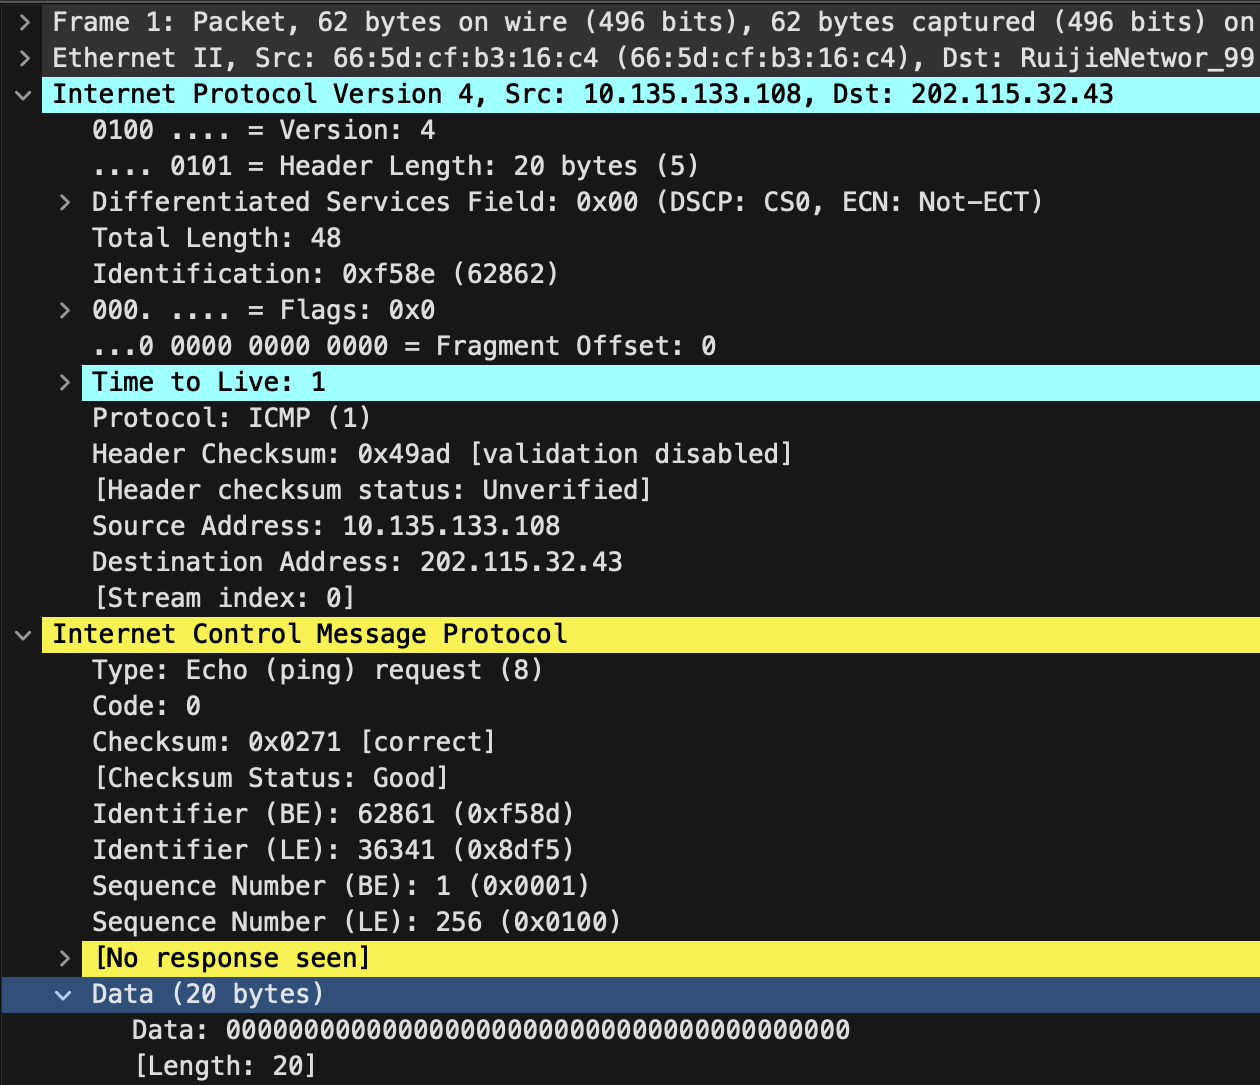 Frame 1: Packet, 62 bytes on wire (496 bits), 62 bytes captured (496 bits) on
Ethernet II, Src: 66:5d:cf:b3:16:c4 (66:5d:cf:b3:16:c4), Dst: RuijieNetwor_99
Internet Protocol Version 4, Src: 10.135.133.108, Dst: 202.115.32.43
0100 .... = Version: 4
.... 0101 = Header Length: 20 bytes (5)
Differentiated Services Field: 0x00 (DSCP: CS0, ECN: Not-ECT)
Total Length: 48
Identification: 0xf58e (62862)
000. .... = Flags: 0x0
...0 0000 0000 0000 = Fragment Offset: 0
Time to Live: 1
Protocol: ICMP (1)
Header Checksum: 0x49ad [validation disabled]
[Header checksum status: Unverified]
Source Address: 10.135.133.108
Destination Address: 202.115.32.43
[Stream index: 0]
Internet Control Message Protocol
Type: Echo (ping) request (8)
Code: 0
Checksum: 0x0271 [correct]
[Checksum Status: Good]
Identifier (BE): 62861 (0xf58d)
Identifier (LE): 36341 (0x8df5)
Sequence Number (BE): 1 (0x0001)
Sequence Number (LE): 256 (0x0100)
[No response seen]
Data (20 bytes)
Data: 0000000000000000000000000000000000000000
[Length: 20]